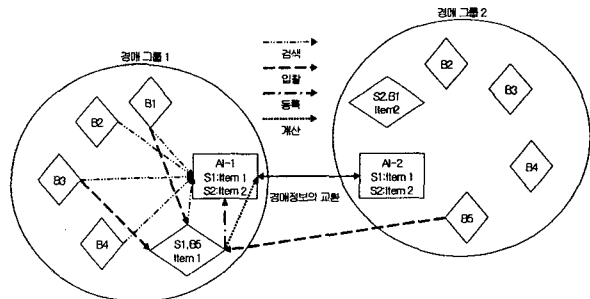 경매 그룹 1
경매 그룹 2
검색
입찰
등록
계산
B1
B2
B3
B4
AI-1
S1:Item 1
S2:Item 2
S1,B5
Item 1
경매정보의 교환
B2
B3
S2,B1
Item2
AI-2
S1:Item 1
S2:Item 2
B4
B5